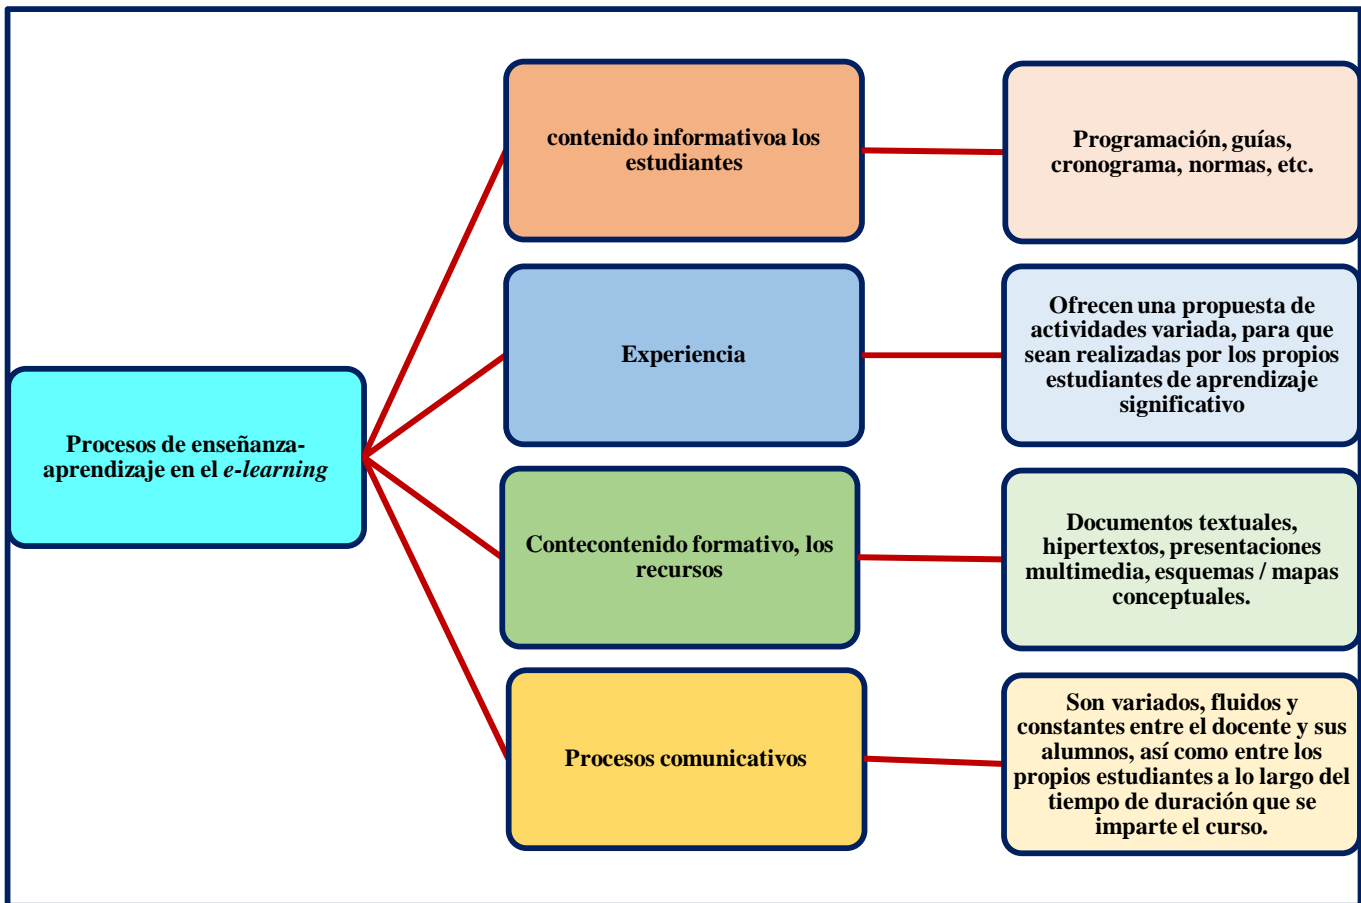 Procesos de enseñanza-
aprendizaje en el e-learning
contenido informativoa los
estudiantes
Programación, guías,
cronograma, normas, etc.
Experiencia
Ofrecen una propuesta de
actividades variada, para que
sean realizadas por los propios
estudiantes de aprendizaje
significativo
Contecontenido formativo, los
recursos
Documentos textuales,
hipertextos, presentaciones
multimedia, esquemas / mapas
conceptuales.
Procesos comunicativos
Son variados, fluidos y
constantes entre el docente y sus
alumnos, así como entre los
propios estudiantes a lo largo del
tiempo de duración que se
imparte el curso.